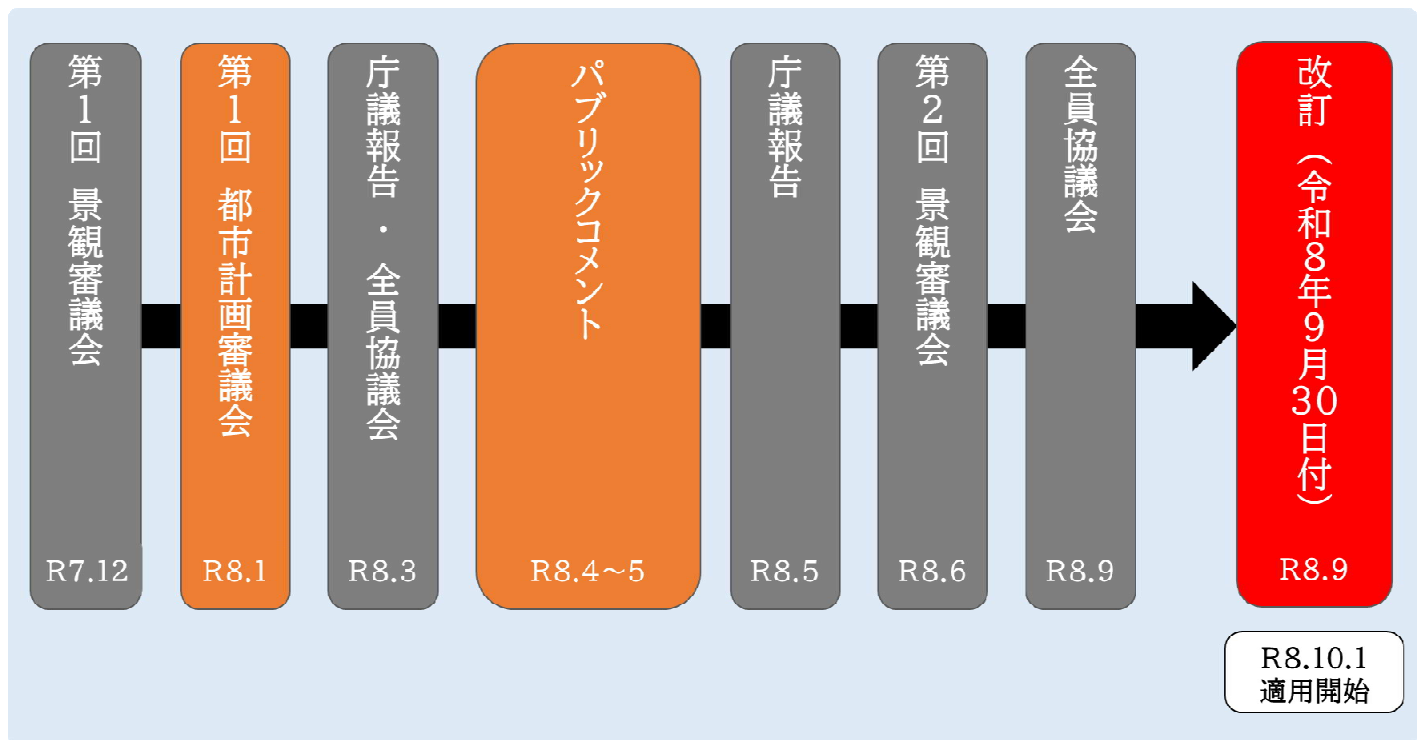 第1回 景観審議会
R7.12
第1回 都市計画審議会
R8.1
庁議報告・全員協議会
R8.3
パブリックコメント
R8.4～5
庁議報告
R8.5
第2回 景観審議会
R8.6
全員協議会
R8.9
改訂（令和8年9月30日付）
R8.9
R8.10.1
適用開始